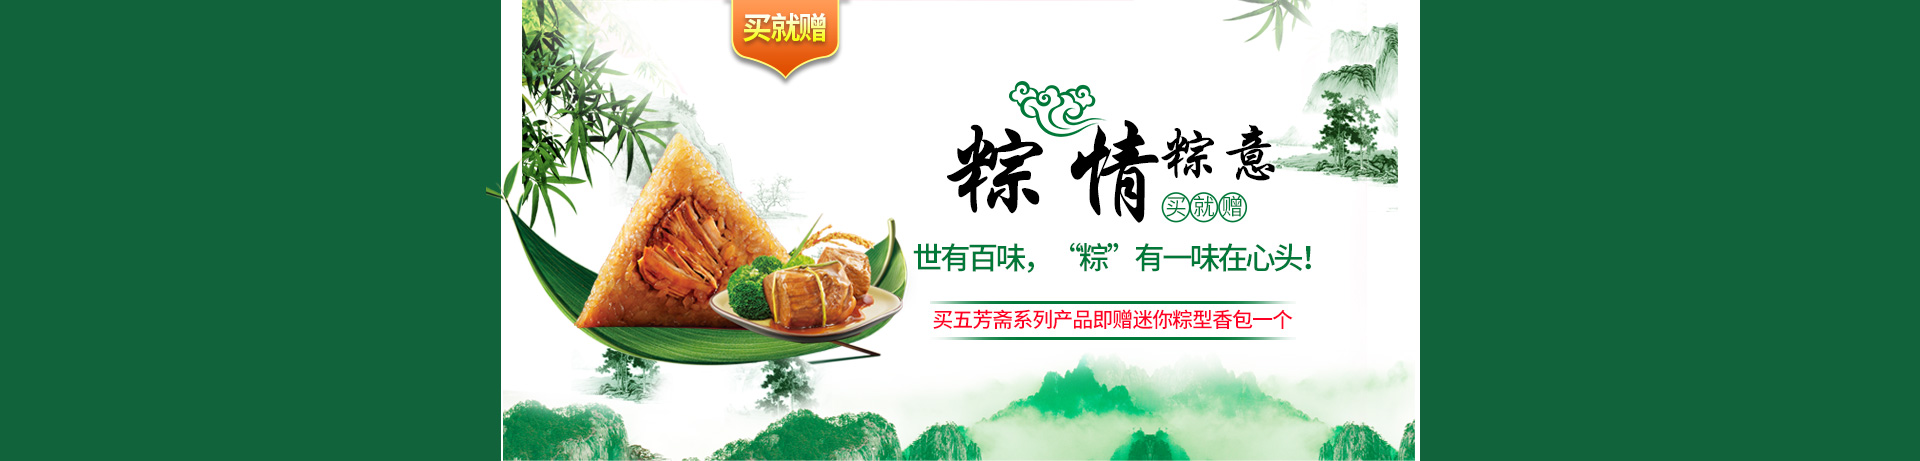 买就赠
粽情粽意
买就赠
世有百味，“粽”有一味在心头！
买五芳斋系列产品即赠迷你粽型香包一个